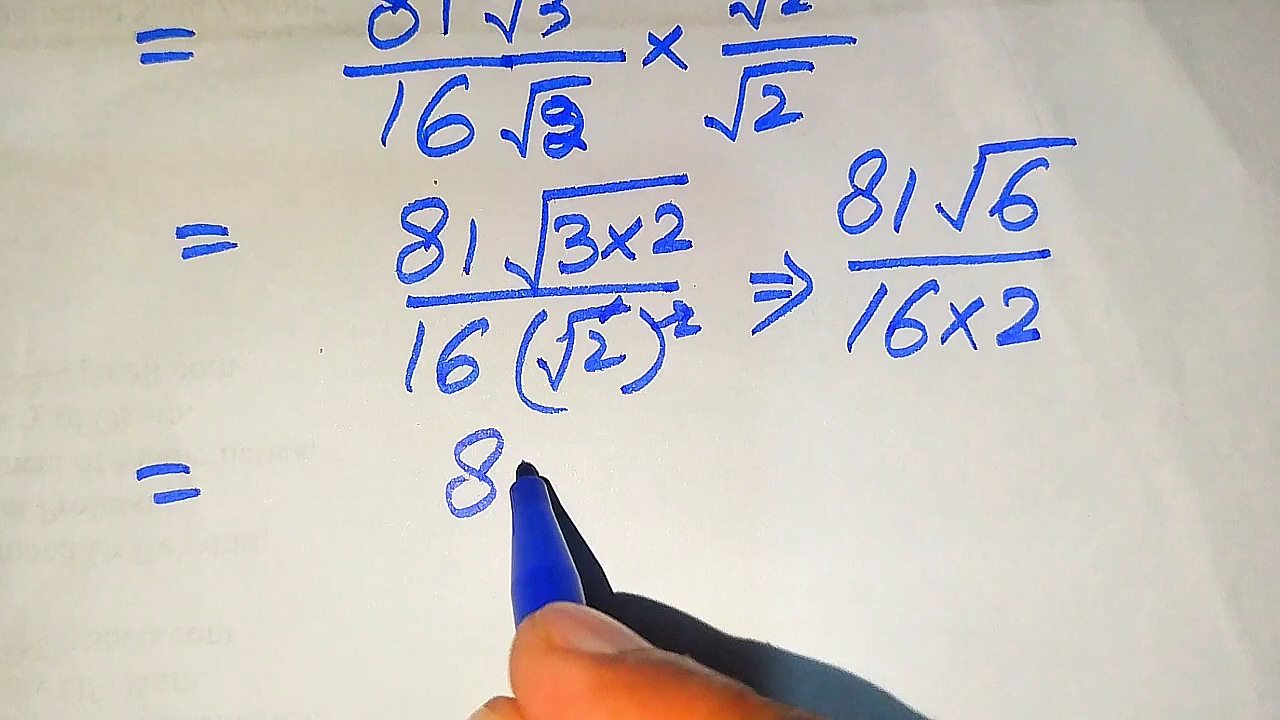 = 81√3 / 16√2 × √2 / √2
= 81√(3×2) / 16(√2)² ⇒ 81√6 / 16×2
= 8